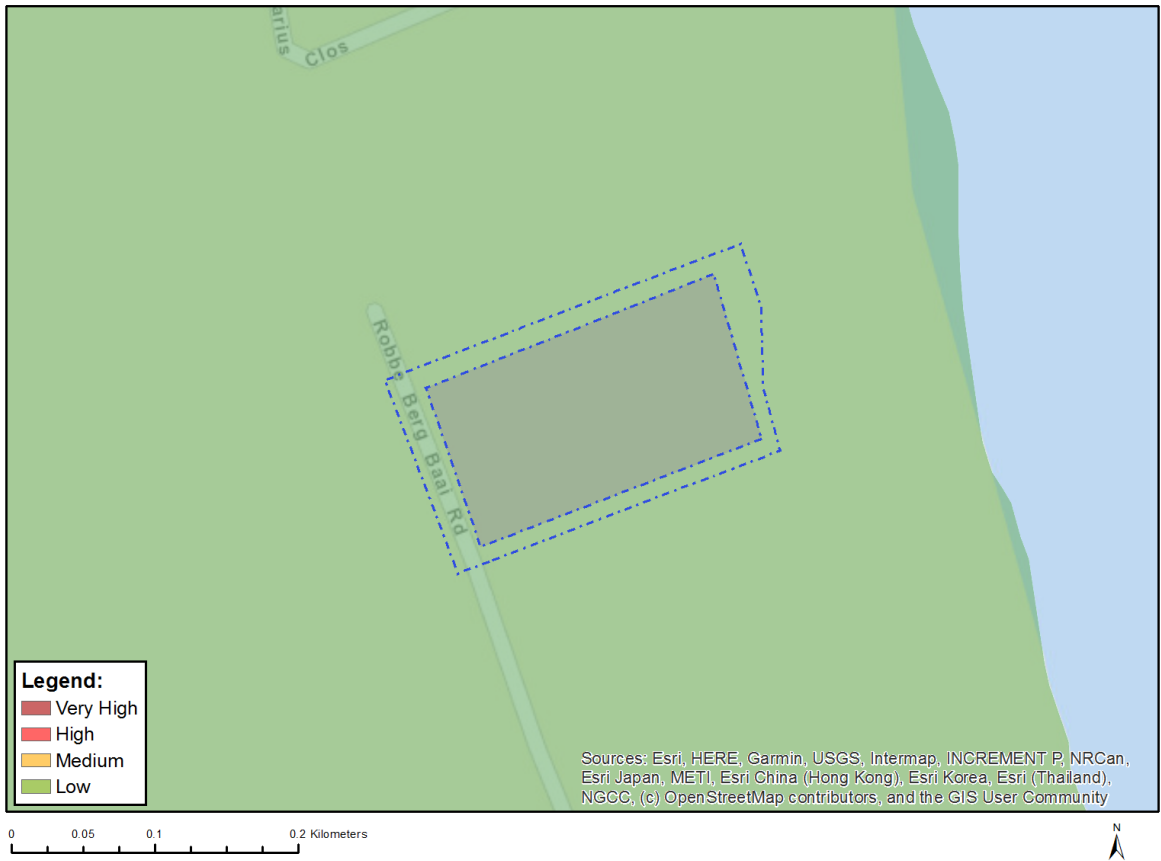 arius
Clos
Robbe Berg Baai Rd
Legend:
Very High
High
Medium
Low
Sources: Esri, HERE, Garmin, USGS, Intermap, INCREMENT P, NRCan,
Esri Japan, METI, Esri China (Hong Kong), Esri Korea, Esri (Thailand),
NGCC, (c) OpenStreetMap contributors, and the GIS User Community
0 0.05 0.1 0.2 Kilometers
N